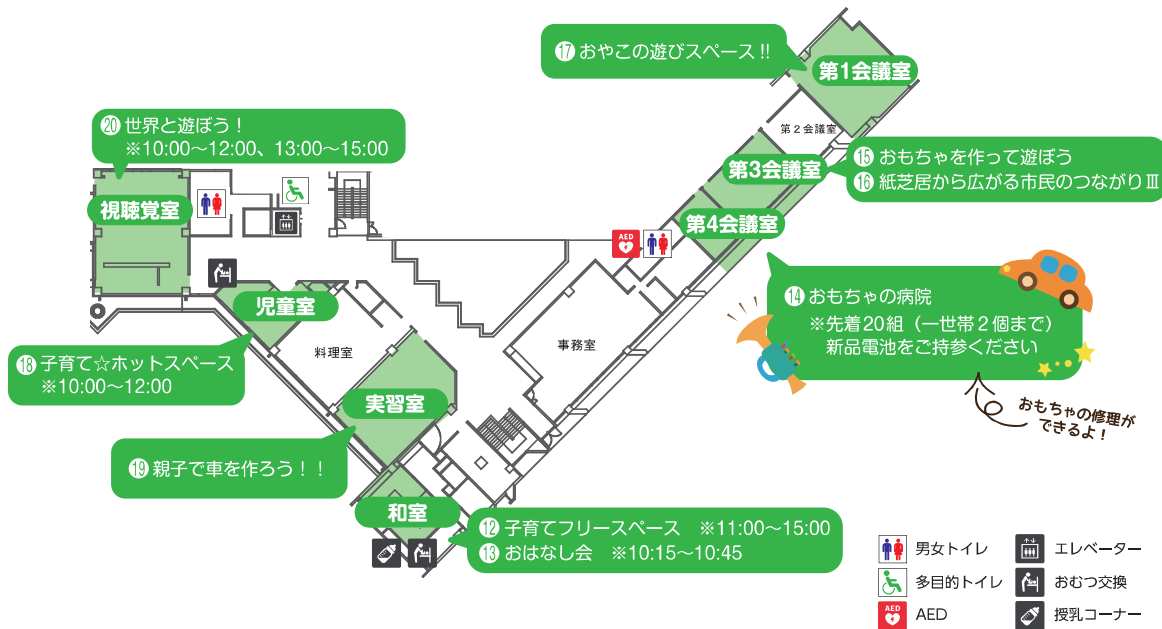 ⑰ おやこの遊びスペース!!
第1会議室
第2会議室
⑳ 世界と遊ぼう!
※10:00～12:00、13:00～15:00
視聴覚室
第3会議室
⑮ おもちゃを作って遊ぼう
⑯ 紙芝居から広がる市民のつながりⅢ
第4会議室
AED
⑭ おもちゃの病院
※先着20組(一世帯2個まで)
新品電池をご持参ください
おもちゃの修理が
できるよ!
児童室
料理室
事務室
⑱ 子育て☆ホットスペース
※10:00～12:00
実習室
⑲ 親子で車を作ろう!!
和室
⑫ 子育てフリースペース ※11:00～15:00
⑬ おはなし会 ※10:15～10:45
男女トイレ
エレベーター
多目的トイレ
おむつ交換
AED
AED
授乳コーナー